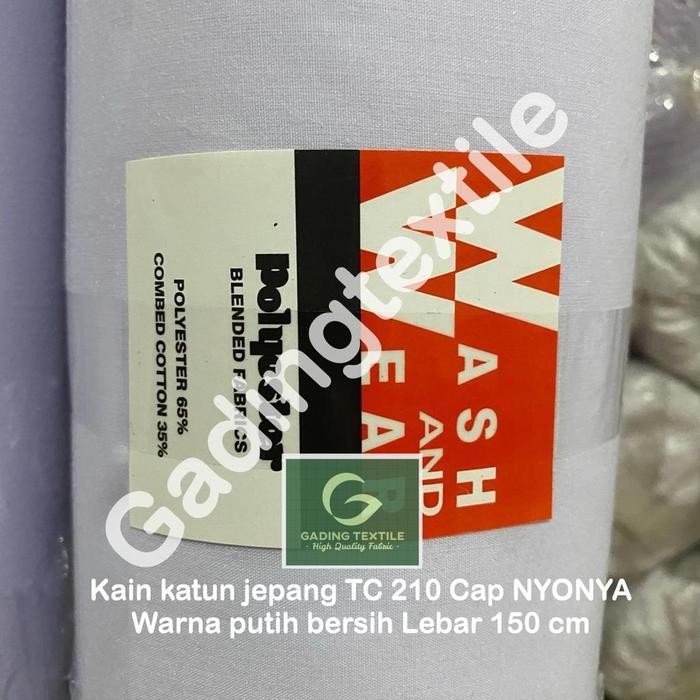 WASH
AND
WEAR
polyester
BLENDED FABRICS
POLYESTER 65%
COMBED COTTON 35%
Gadingtextile
G
GADING TEXTILE
- High Quality Fabric -
Kain katun jepang TC 210 Cap NYONYA
Warna putih bersih Lebar 150 cm